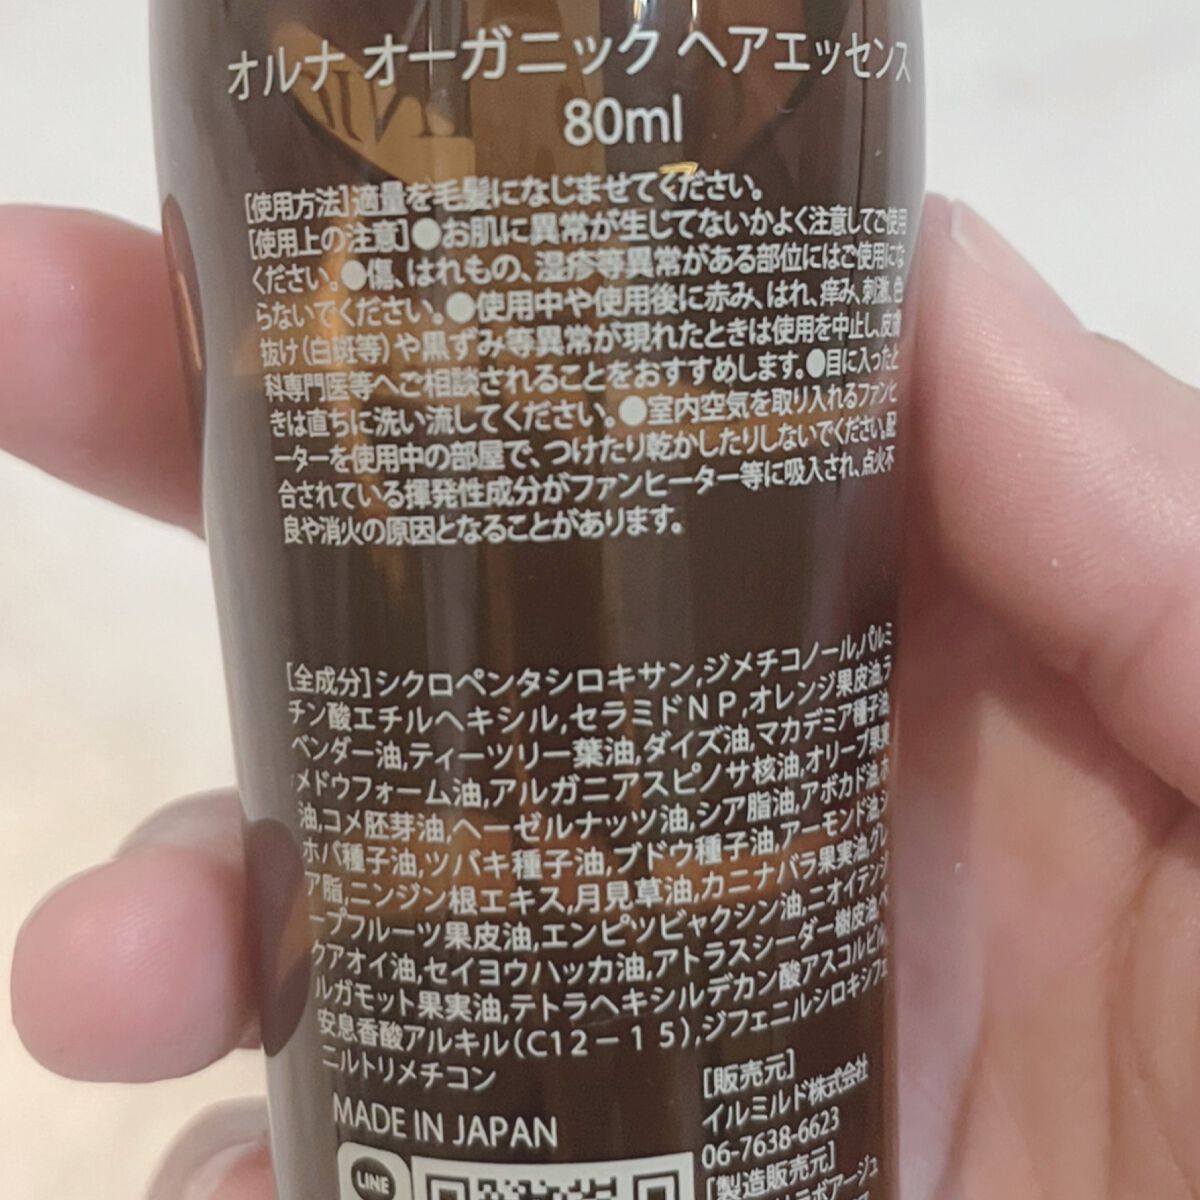 オルナ オーガニック ヘアエッセンス
80ml
[使用方法]適量を毛髪になじませてください。
[使用上の注意]●お肌に異常が生じてないかよく注意してご使用
ください。●傷、はれもの、湿疹等異常がある部位にはご使用にな
らないでください。●使用中や使用後に赤み、はれ、痒み、刺激、色
抜け(白斑等)や黒ずみ等異常が現れたときは使用を中止し、皮膚
科専門医等へご相談されることをおすすめします。●目に入ったと
きは直ちに洗い流してください。●室内空気を取り入れるファンヒ
ーターを使用中の部屋で、つけたり乾かしたりしないでください。配
合されている揮発性成分がファンヒーター等に吸入され、点火不
良や消火の原因となることがあります。
[全成分]シクロペンタシロキサン,ジメチコノール,パルミ
チン酸エチルヘキシル,セラミドNP,オレンジ果皮油,ラ
ベンダー油,ティーツリー葉油,ダイズ油,マカデミア種子油,
メドウフォーム油,アルガニアスピノサ核油,オリーブ果実
油,コメ胚芽油,ヘーゼルナッツ油,シア脂油,アボカド油,ホ
ホバ種子油,ツバキ種子油,ブドウ種子油,アーモンド油,シ
ア脂,ニンジン根エキス,月見草油,カニナバラ果実油,グレ
ープフルーツ果皮油,エンピツビャクシン油,ニオイテンジ
クアオイ油,セイヨウハッカ油,アトラスシーダー樹皮油,ベ
ルガモット果実油,テトラヘキシルデカン酸アスコルビル,
安息香酸アルキル(C12-15),ジフェニルシロキシフェ
ニルトリメチコン
MADE IN JAPAN
[販売元]
イルミルド株式会社
06-7638-6623
[製造販売元]
ラボアージュ
LINE